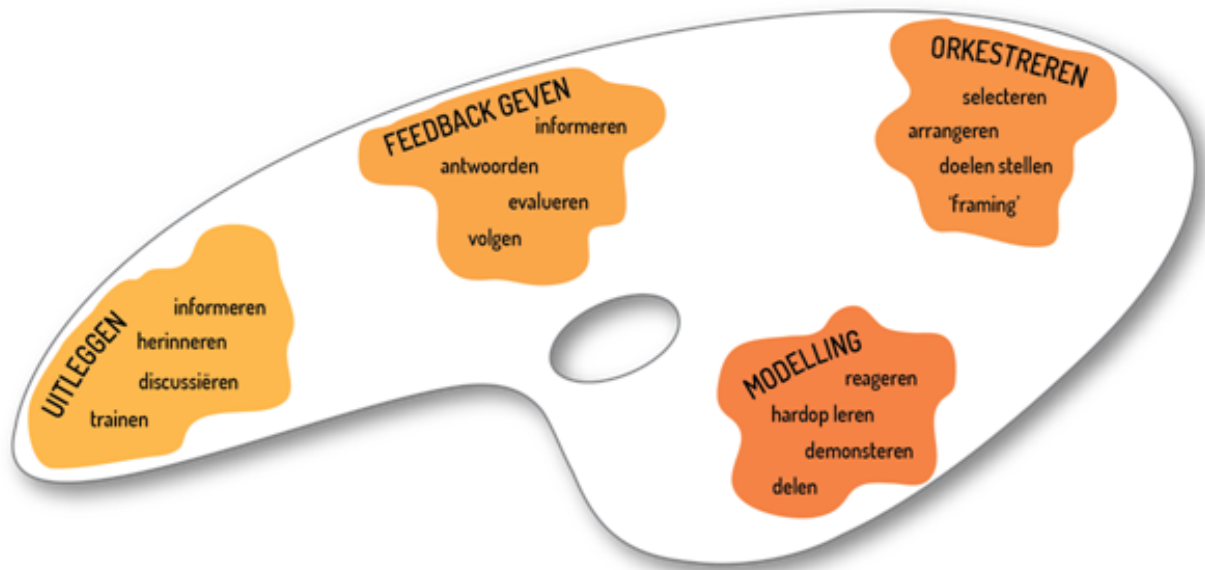 UITLEGGEN
informeren
herinneren
discussiëren
trainen
FEEDBACK GEVEN
informeren
antwoorden
evalueren
volgen
ORKESTREREN
selecteren
arrangeren
doelen stellen
'framing'
MODELLING
reageren
hardop leren
demonsteren
delen